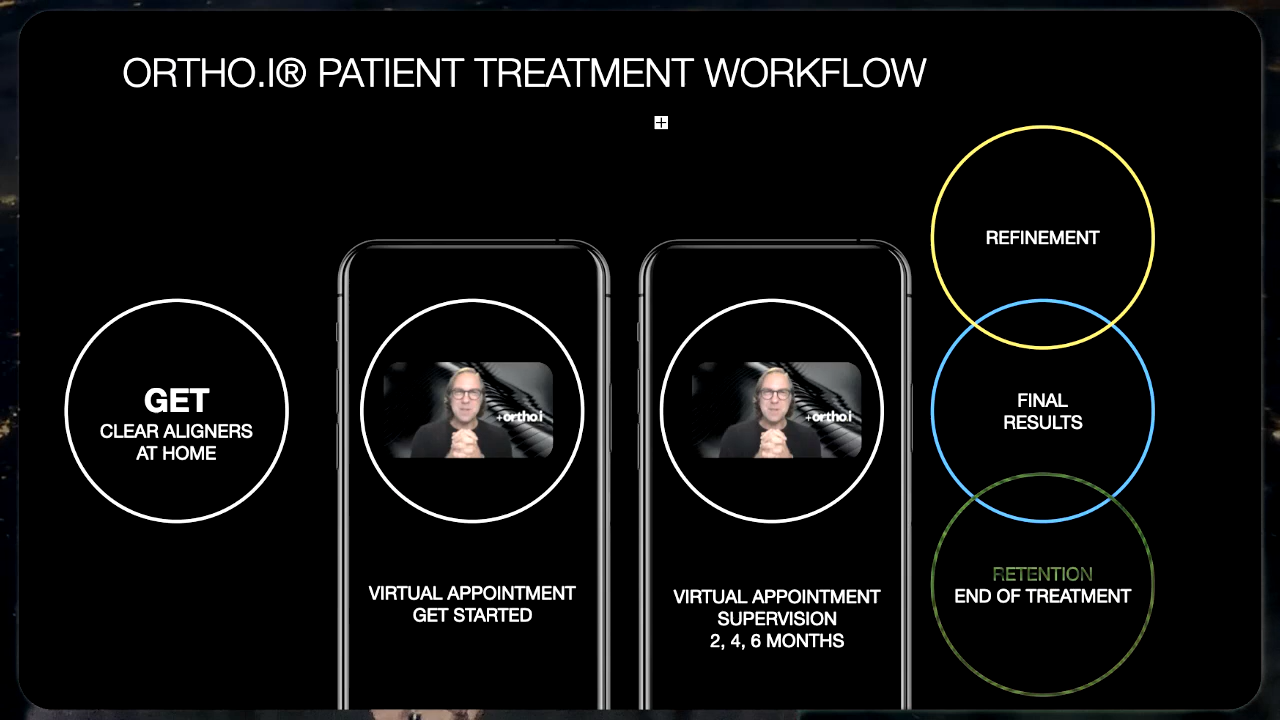 ORTHO.I® PATIENT TREATMENT WORKFLOW
GET
CLEAR ALIGNERS
AT HOME
+ortho.i
VIRTUAL APPOINTMENT
GET STARTED
+ortho.i
VIRTUAL APPOINTMENT
SUPERVISION
2, 4, 6 MONTHS
REFINEMENT
FINAL
RESULTS
RETENTION
END OF TREATMENT